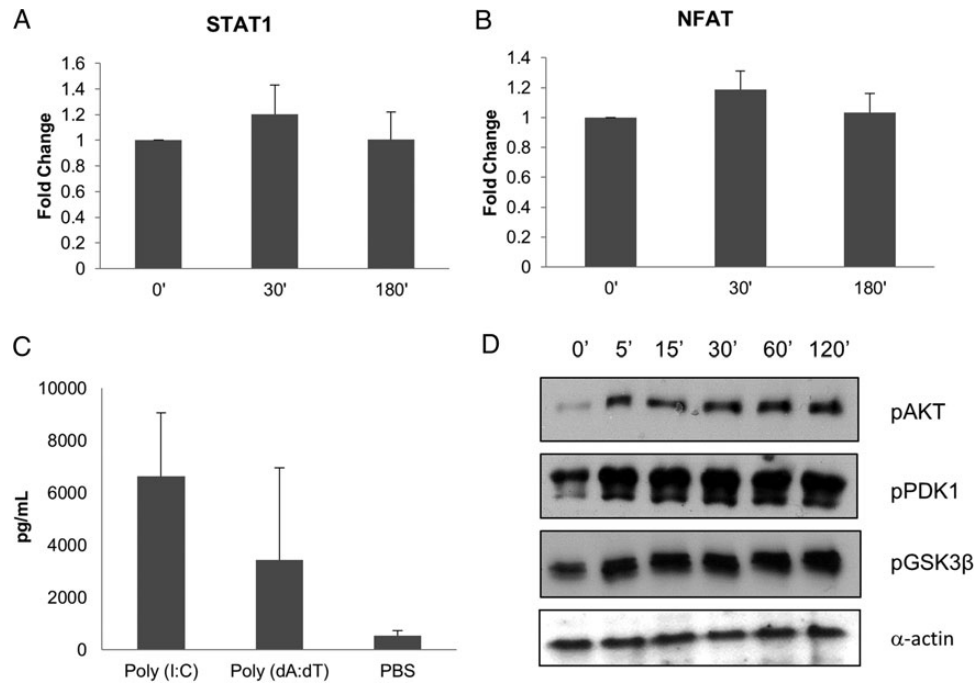 A
STAT1
Fold Change
1.6
1.4
1.2
1
0.8
0.6
0.4
0.2
0
0' 30' 180'
B
NFAT
Fold Change
1.4
1.2
1
0.8
0.6
0.4
0.2
0
0' 30' 180'
C
pg/mL
10000
8000
6000
4000
2000
0
Poly (I:C) Poly (dA:dT) PBS
D
0’ 5’ 15’ 30’ 60’ 120’
pAKT
pPDK1
pGSK3β
α-actin